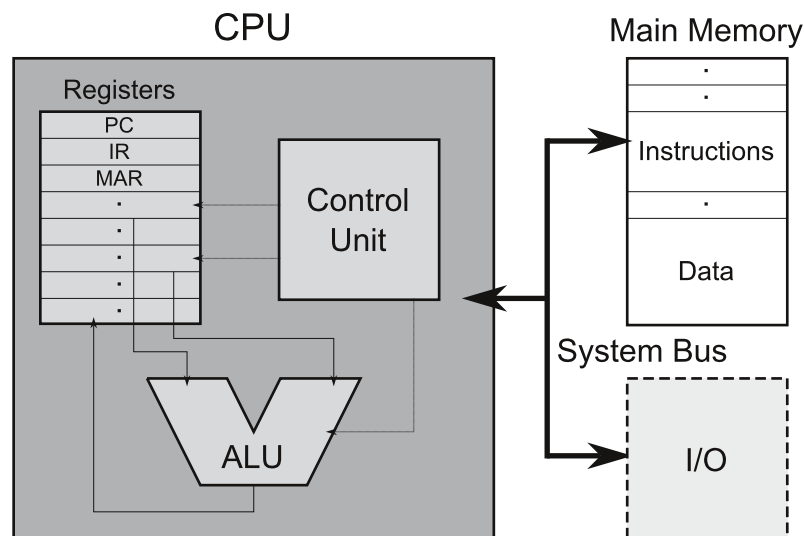 CPU
Main Memory
Registers
PC
IR
MAR
Control
Unit
Instructions
Data
System Bus
ALU
I/O